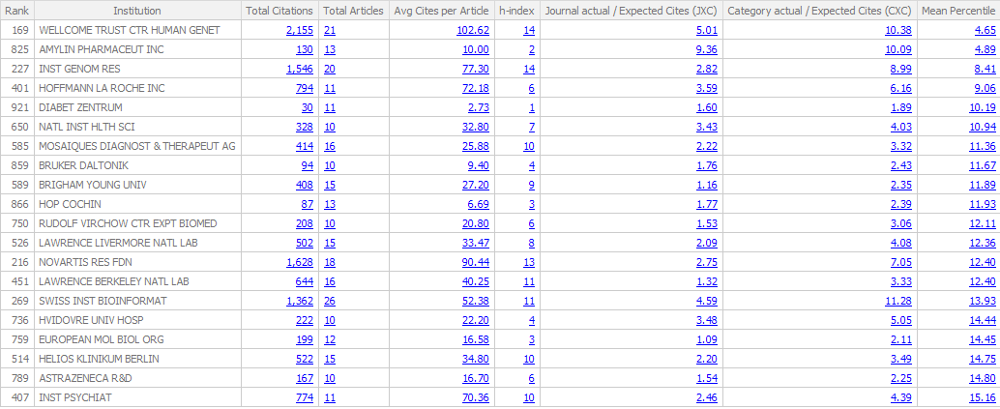 Rank Institution Total Citations Total Articles Avg Cites per Article h-index Journal actual / Expected Cites (JXC) Category actual / Expected Cites (CXC) Mean Percentile
169 WELLCOME TRUST CTR HUMAN GENET 2,155 21 102.62 14 5.01 10.38 4.65
825 AMYLIN PHARMACEUT INC 130 13 10.00 2 9.36 10.09 4.89
227 INST GENOM RES 1,546 20 77.30 14 2.82 8.99 8.41
401 HOFFMANN LA ROCHE INC 794 11 72.18 6 3.59 6.16 9.06
921 DIABET ZENTRUM 30 11 2.73 1 1.60 1.89 10.19
650 NATL INST HLTH SCI 328 10 32.80 7 3.43 4.03 10.94
585 MOSAIQUES DIAGNOST & THERAPEUT AG 414 16 25.88 10 2.22 3.32 11.36
859 BRUKER DALTONIK 94 10 9.40 4 1.76 2.43 11.67
589 BRIGHAM YOUNG UNIV 408 15 27.20 9 1.16 2.35 11.89
866 HOP COCHIN 87 13 6.69 3 1.77 2.39 11.93
750 RUDOLF VIRCHOW CTR EXPT BIOMED 208 10 20.80 6 1.53 3.06 12.11
526 LAWRENCE LIVERMORE NATL LAB 502 15 33.47 8 2.09 4.08 12.36
216 NOVARTIS RES FDN 1,628 18 90.44 13 2.75 7.05 12.40
451 LAWRENCE BERKELEY NATL LAB 644 16 40.25 11 1.32 3.33 12.40
269 SWISS INST BIOINFORMAT 1,362 26 52.38 11 4.59 11.28 13.93
736 HVIDOVRE UNIV HOSP 222 10 22.20 4 3.48 5.05 14.44
759 EUROPEAN MOL BIOL ORG 199 12 16.58 3 1.09 2.11 14.45
514 HELIOS KLINIKUM BERLIN 522 15 34.80 10 2.20 3.49 14.75
789 ASTRAZENECA R&D 167 10 16.70 6 1.54 2.25 14.80
407 INST PSYCHIAT 774 11 70.36 10 2.46 4.39 15.16